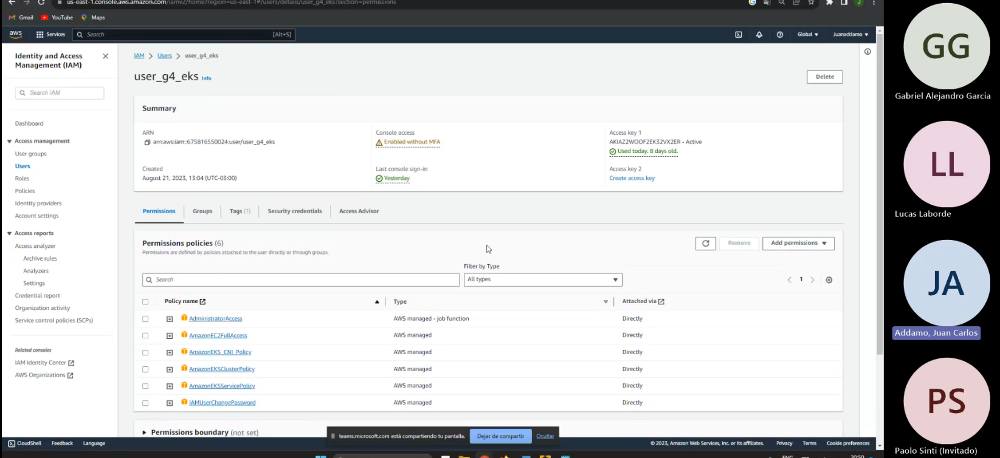 us-east-1.console.aws.amazon.com/iamv2/home?region=us-east-1#/users/details/user_g4_eks?section=permissions
Gmail YouTube Maps
aws Services Search [Alt+S] Global Juanaddamo
Identity and Access Management (IAM)
Search IAM
Dashboard
Access management
User groups
Users
Roles
Policies
Identity providers
Account settings
Access reports
Access analyzer
Archive rules
Analyzers
Settings
Credential report
Organization activity
Service control policies (SCPs)
Related consoles
IAM Identity Center
AWS Organizations
IAM > Users > user_g4_eks
user_g4_eks Info
Delete
Summary
ARN
arn:aws:iam::675816550024:user/user_g4_eks
Created
August 21, 2023, 13:04 (UTC-03:00)
Console access
Enabled without MFA
Last console sign-in
Yesterday
Access key 1
AKIAZ2WOOF2EK32VX2ER - Active
Used today. 8 days old.
Access key 2
Create access key
Permissions Groups Tags (1) Security credentials Access Advisor
Permissions policies (6)
Permissions are defined by policies attached to the user directly or through groups.
Remove Add permissions
Filter by Type
Search All types 1
Policy name Type Attached via
AdministratorAccess AWS managed - job function Directly
AmazonEC2FullAccess AWS managed Directly
AmazonEKS_CNI_Policy AWS managed Directly
AmazonEKSClusterPolicy AWS managed Directly
AmazonEKSServicePolicy AWS managed Directly
IAMUserChangePassword AWS managed Directly
Permissions boundary (not set)
teams.microsoft.com está compartiendo tu pantalla. Dejar de compartir Ocultar
CloudShell Feedback Language © 2023, Amazon Web Services, Inc. or its affiliates. Privacy Terms Cookie preferences
ENG 20:50
GG
Gabriel Alejandro Garcia
LL
Lucas Laborde
JA
Addamo, Juan Carlos
PS
Paolo Sinti (Invitado)